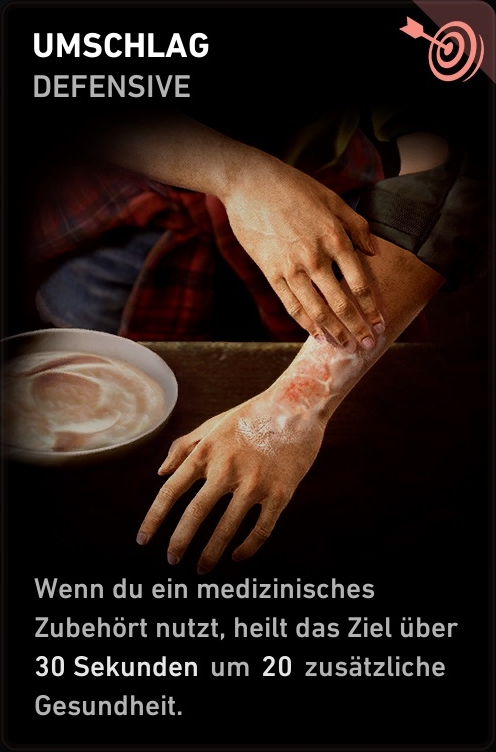 UMSCHLAG
DEFENSIVE
Wenn du ein medizinisches
Zubehört nutzt, heilt das Ziel über
30 Sekunden um 20 zusätzliche
Gesundheit.